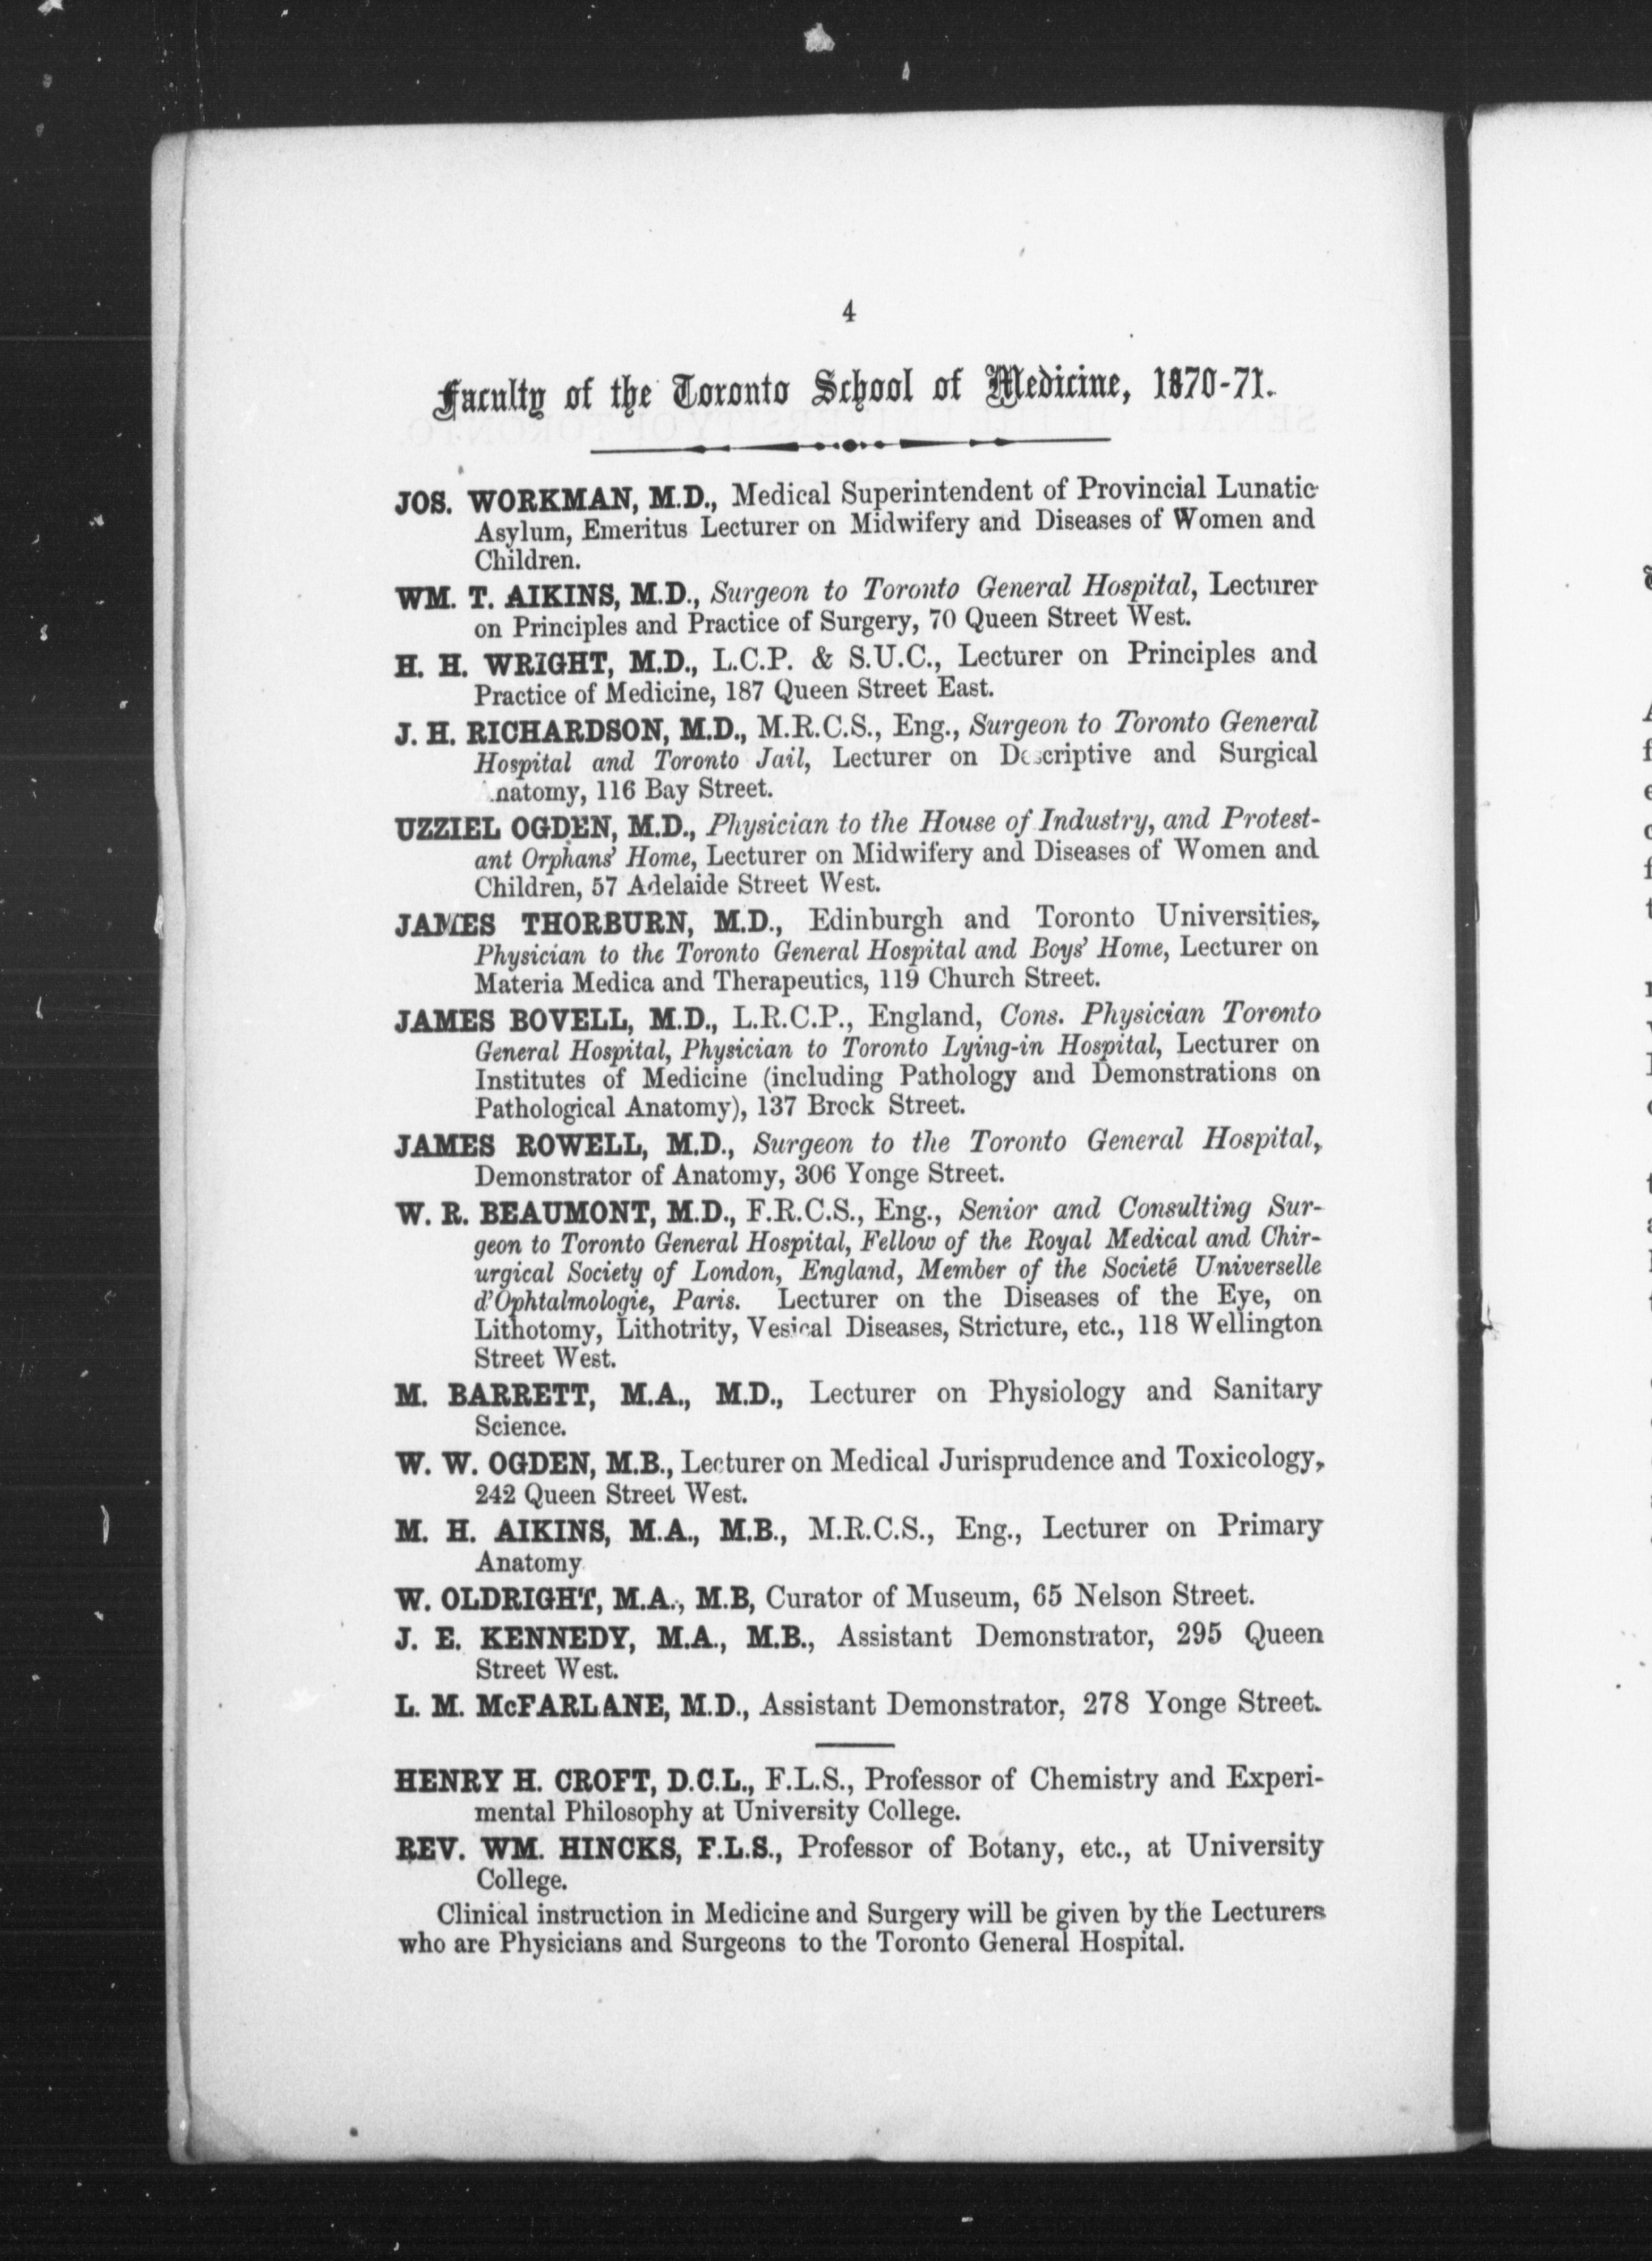 4
Faculty of the Toronto School of Medicine, 1870-71.
JOS. WORKMAN, M.D., Medical Superintendent of Provincial Lunatic
Asylum, Emeritus Lecturer on Midwifery and Diseases of Women and
Children.
WM. T. AIKINS, M.D., Surgeon to Toronto General Hospital, Lecturer
on Principles and Practice of Surgery, 70 Queen Street West.
H. H. WRIGHT, M.D., L.C.P. & S.U.C., Lecturer on Principles and
Practice of Medicine, 187 Queen Street East.
J. H. RICHARDSON, M.D., M.R.C.S., Eng., Surgeon to Toronto General
Hospital and Toronto Jail, Lecturer on Descriptive and Surgical
Anatomy, 116 Bay Street.
UZZIEL OGDEN, M.D., Physician to the House of Industry, and Protest-
ant Orphans' Home, Lecturer on Midwifery and Diseases of Women and
Children, 57 Adelaide Street West.
JAMES THORBURN, M.D., Edinburgh and Toronto Universities,
Physician to the Toronto General Hospital and Boys' Home, Lecturer on
Materia Medica and Therapeutics, 119 Church Street.
JAMES BOVELL, M.D., L.R.C.P., England, Cons. Physician Toronto
General Hospital, Physician to Toronto Lying-in Hospital, Lecturer on
Institutes of Medicine (including Pathology and Demonstrations on
Pathological Anatomy), 137 Brock Street.
JAMES ROWELL, M.D., Surgeon to the Toronto General Hospital,
Demonstrator of Anatomy, 306 Yonge Street.
W. R. BEAUMONT, M.D., F.R.C.S., Eng., Senior and Consulting Sur-
geon to Toronto General Hospital, Fellow of the Royal Medical and Chir-
urgical Society of London, England, Member of the Societé Universelle
d'Ophtalmologie, Paris. Lecturer on the Diseases of the Eye, on
Lithotomy, Lithotrity, Vesical Diseases, Stricture, etc., 118 Wellington
Street West.
M. BARRETT, M.A., M.D., Lecturer on Physiology and Sanitary
Science.
W. W. OGDEN, M.B., Lecturer on Medical Jurisprudence and Toxicology,
242 Queen Street West.
M. H. AIKINS, M.A., M.B., M.R.C.S., Eng., Lecturer on Primary
Anatomy.
W. OLDRIGHT, M.A., M.B, Curator of Museum, 65 Nelson Street.
J. E. KENNEDY, M.A., M.B., Assistant Demonstrator, 295 Queen
Street West.
L. M. McFARLANE, M.D., Assistant Demonstrator, 278 Yonge Street.
HENRY H. CROFT, D.C.L., F.L.S., Professor of Chemistry and Experi-
mental Philosophy at University College.
REV. WM. HINCKS, F.L.S., Professor of Botany, etc., at University
College.
Clinical instruction in Medicine and Surgery will be given by the Lecturers
who are Physicians and Surgeons to the Toronto General Hospital.